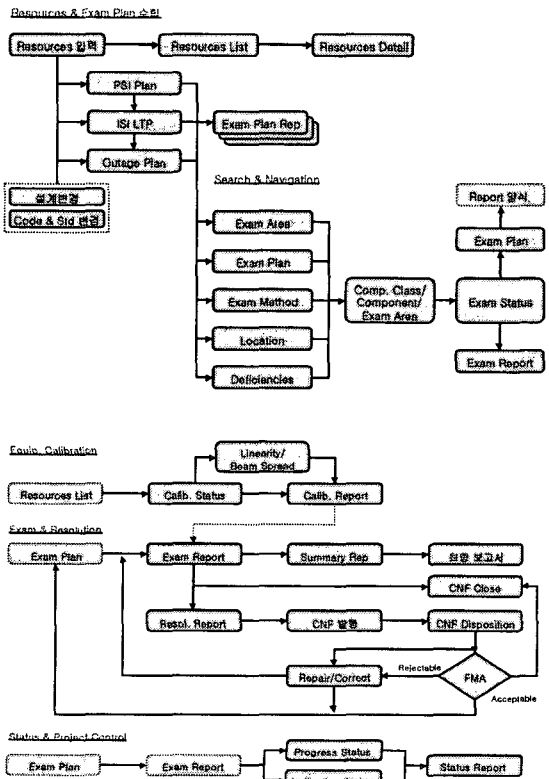 Resources & Exam Plan 수립
Resources 입력
Resources List
Resources Detail
PSI Plan
ISI LTP
Exam Plan Rep
Outage Plan
설계변경
Code & Std 변경
Search & Navigation
Exam Area
Exam Plan
Exam Method
Location
Deficiencies
Comp. Class/
Component/
Exam Area
Report 양식
Exam Plan
Exam Status
Exam Report
Equip. Calibration
Linearity/
Beam Spread
Resources List
Calib. Status
Calib. Report
Exam & Resolution
Exam Plan
Exam Report
Summary Rep
최종 보고서
CNF Close
Resol. Report
CNF 발행
CNF Disposition
Repair/Correct
Rejectable
FMA
Acceptable
Status & Project Control
Exam Plan
Exam Report
Progress Status
Status Report